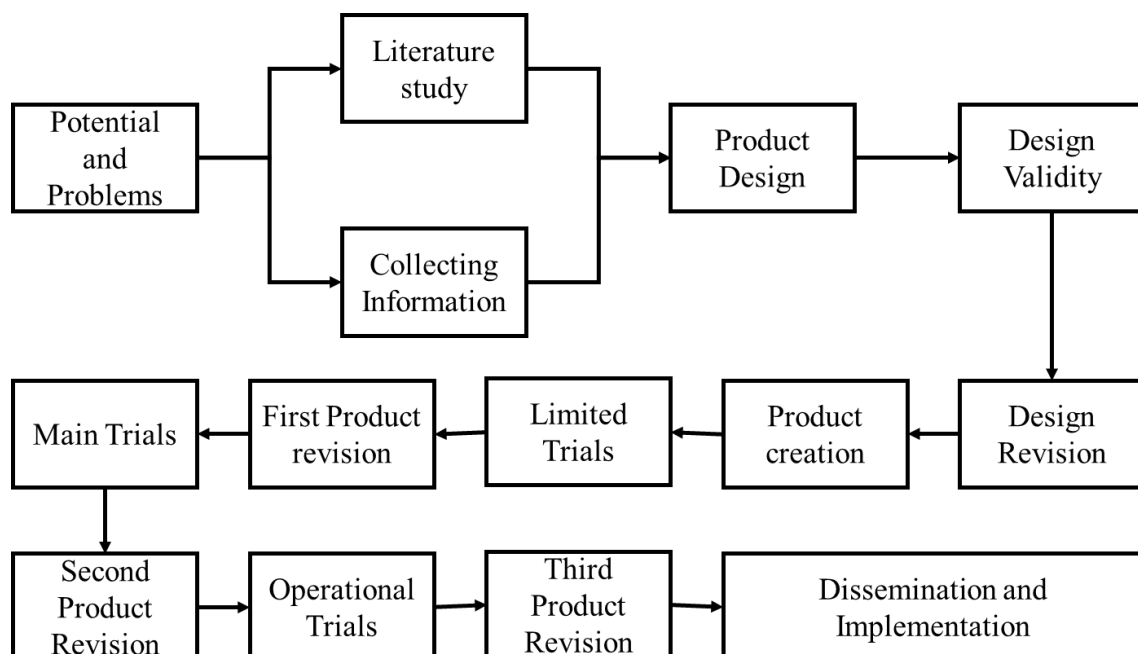 Literature
study
Potential
and
Problems
Collecting
Information
Product
Design
Design
Validity
Design
Revision
Product
creation
Limited
Trials
First Product
revision
Main Trials
Second
Product
Revision
Operational
Trials
Third
Product
Revision
Dissemination and
Implementation